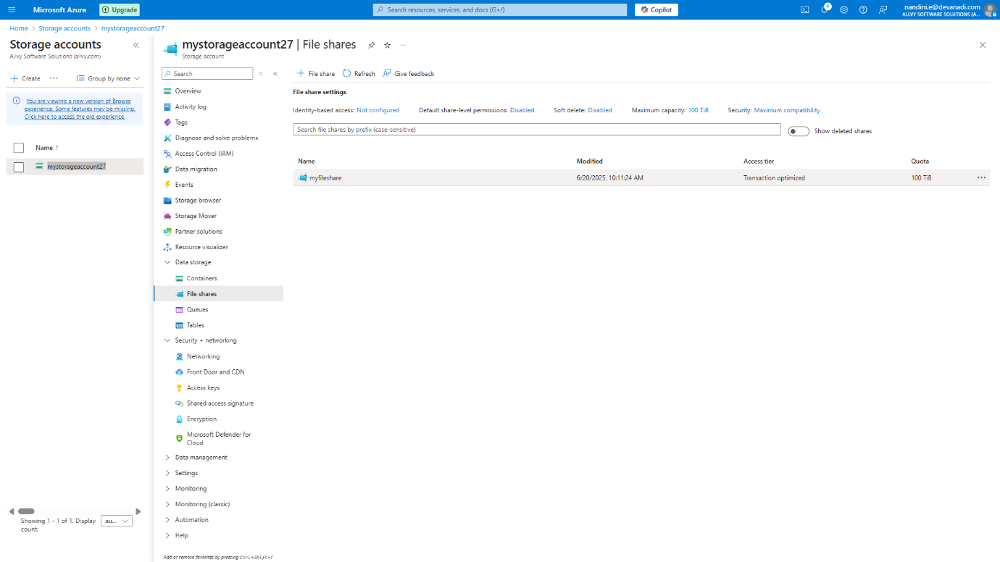 Microsoft Azure
Upgrade
Search resources, services, and docs (G+/)
Copilot
4
nandini.e@devanadi.com
ALLVY SOFTWARE SOLUTIONS (A...
Home > Storage accounts > mystorageaccount27
Storage accounts
Allvy Software Solutions (allvy.com)
Create
Group by none
You are viewing a new version of Browse
experience. Some features may be missing.
Click here to access the old experience.
Name ↑
mystorageaccount27
Showing 1 - 1 of 1. Display
count:
au...
mystorageaccount27 | File shares
Storage account
Search
Overview
Activity log
Tags
Diagnose and solve problems
Access Control (IAM)
Data migration
Events
Storage browser
Storage Mover
Partner solutions
Resource visualizer
Data storage
Containers
File shares
Queues
Tables
Security + networking
Networking
Front Door and CDN
Access keys
Shared access signature
Encryption
Microsoft Defender for
Cloud
Data management
Settings
Monitoring
Monitoring (classic)
Automation
Help
Add or remove favorites by pressing Ctrl+Shift+F
File share
Refresh
Give feedback
File share settings
Identity-based access: Not configured
Default share-level permissions: Disabled
Soft delete: Disabled
Maximum capacity: 100 TiB
Security: Maximum compatibility
Search file shares by prefix (case-sensitive)
Show deleted shares
Name Modified Access tier Quota
myfileshare 6/20/2025, 10:11:24 AM Transaction optimized 100 TiB